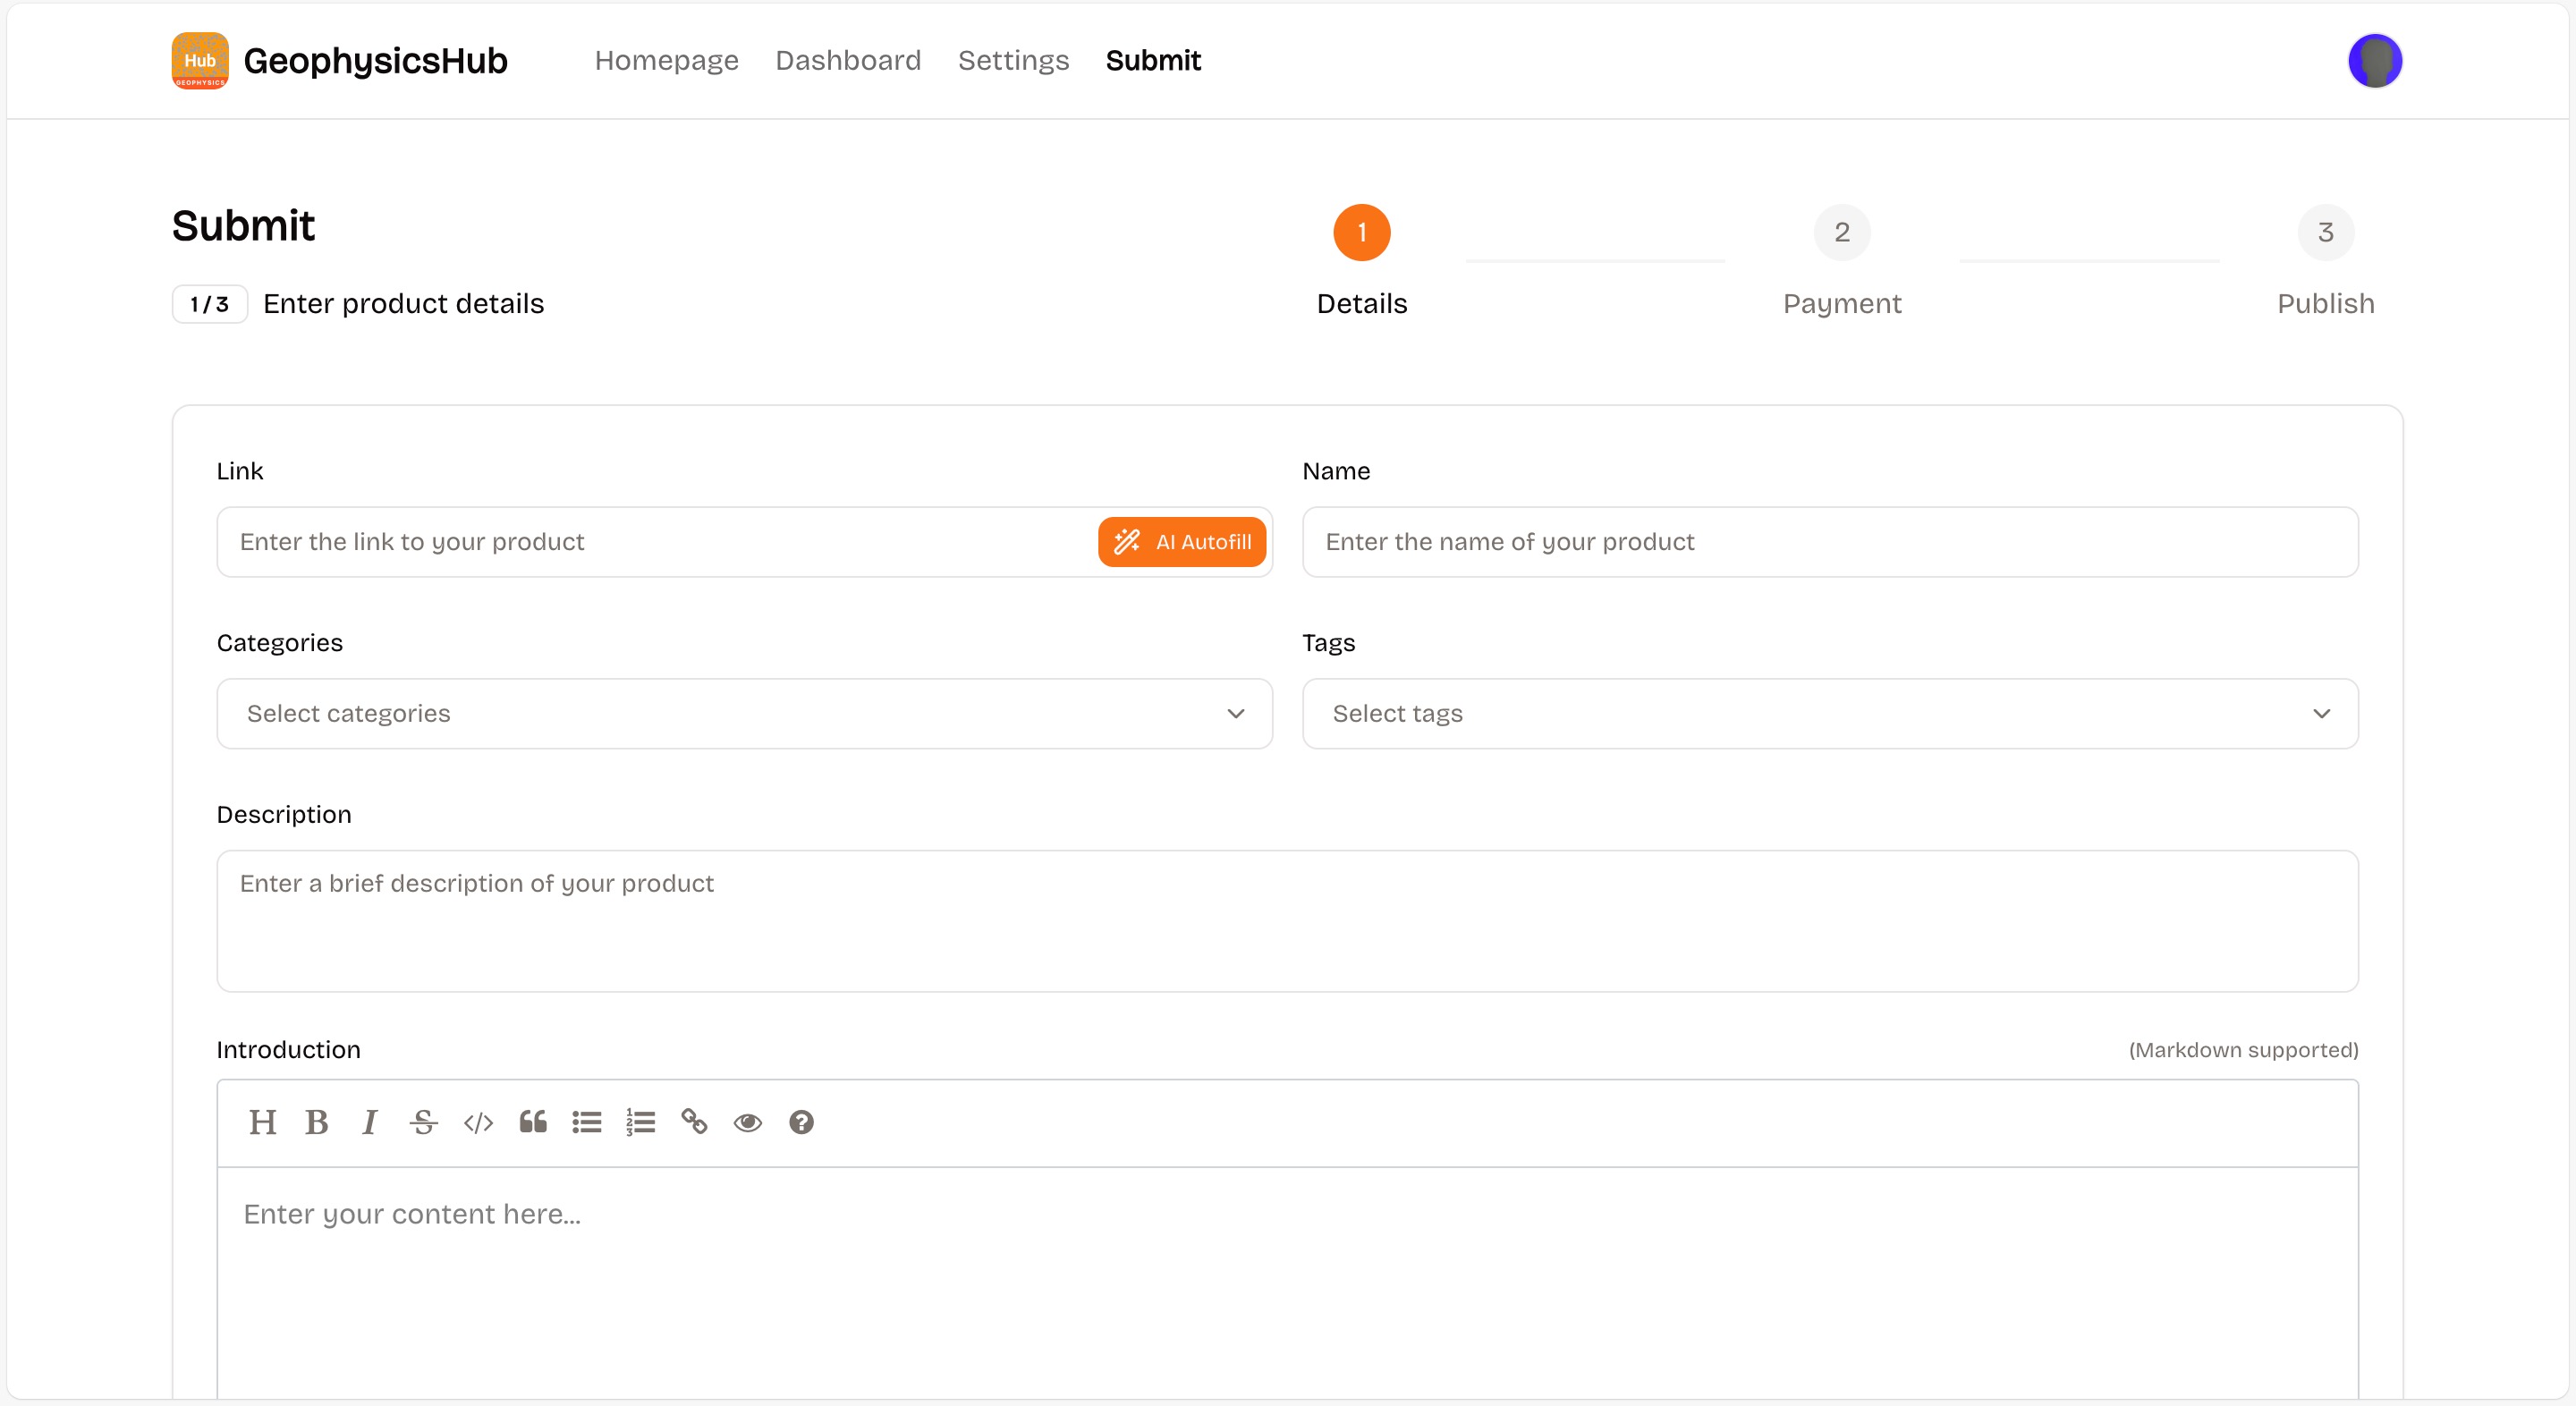 Hub
GEOPHYSICS
GeophysicsHub
Homepage
Dashboard
Settings
Submit
Submit
1 / 3
Enter product details
1
2
3
Details
Payment
Publish
Link
Enter the link to your product
AI Autofill
Name
Enter the name of your product
Categories
Select categories
Tags
Select tags
Description
Enter a brief description of your product
Introduction
(Markdown supported)
H B I S
Enter your content here...